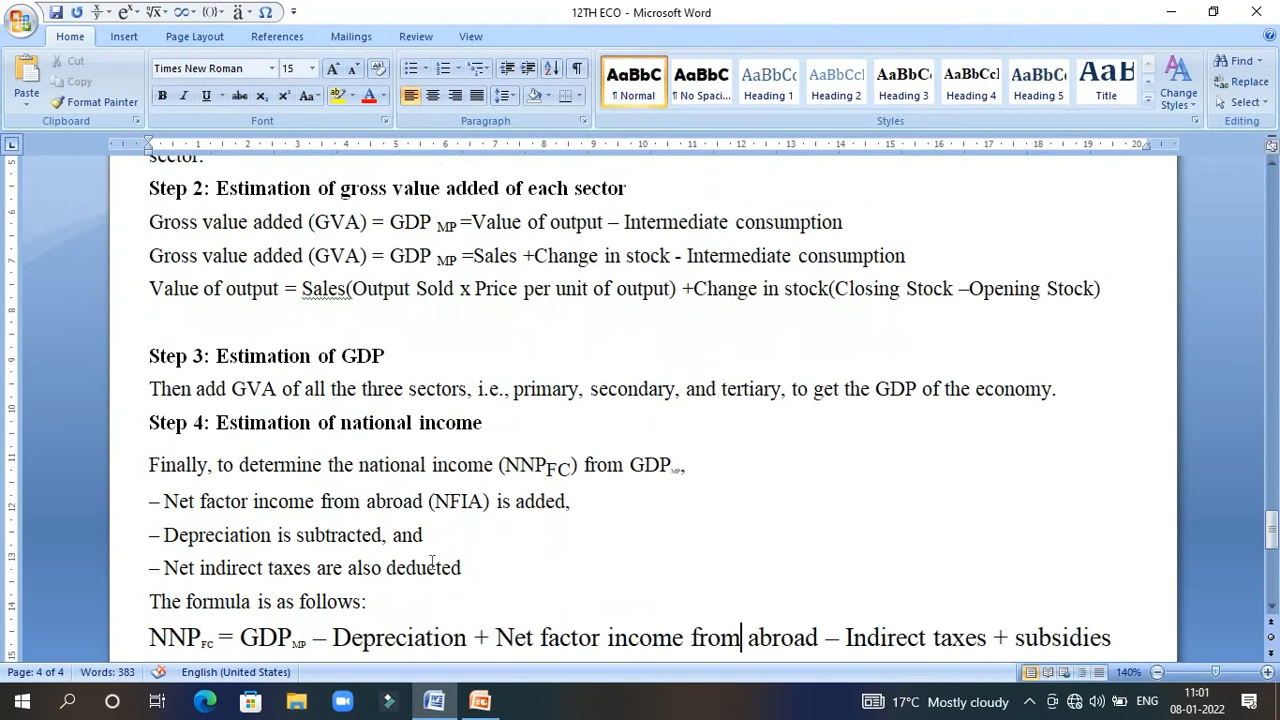 12TH ECO - Microsoft Word
Home Insert Page Layout References Mailings Review View
Paste Cut Copy Format Painter Clipboard
Times New Roman 15 Font
Paragraph
AaBbC ¶ Normal AaBbC ¶ No Spaci... AaBbC Heading 1 AaBbC Heading 2 AaBbC Heading 3 AaBbCc Heading 4 AaBbC Heading 5 AaB Title Change Styles Styles
Find Replace Select Editing
sector.
Step 2: Estimation of gross value added of each sector
Gross value added (GVA) = GDP MP =Value of output – Intermediate consumption
Gross value added (GVA) = GDP MP =Sales +Change in stock - Intermediate consumption
Value of output = Sales(Output Sold x Price per unit of output) +Change in stock(Closing Stock –Opening Stock)
Step 3: Estimation of GDP
Then add GVA of all the three sectors, i.e., primary, secondary, and tertiary, to get the GDP of the economy.
Step 4: Estimation of national income
Finally, to determine the national income (NNPFC) from GDPMP,
– Net factor income from abroad (NFIA) is added,
– Depreciation is subtracted, and
– Net indirect taxes are also deducted
The formula is as follows:
NNPFC = GDPMP – Depreciation + Net factor income from abroad – Indirect taxes + subsidies
Page: 4 of 4 Words: 383 English (United States) 140%
17°C Mostly cloudy ENG 11:01
08-01-2022